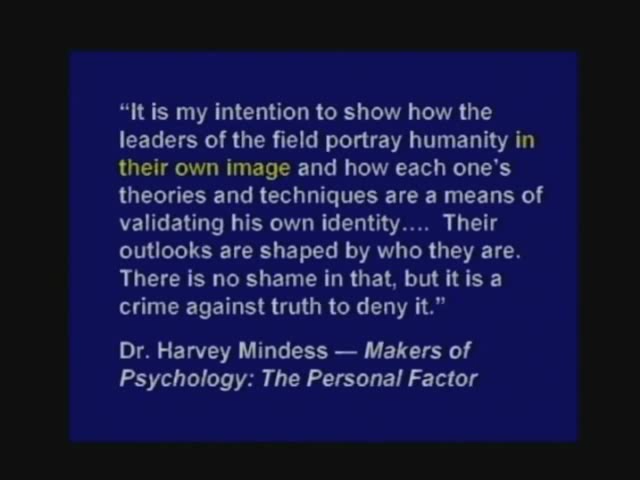 “It is my intention to show how the
leaders of the field portray humanity in
their own image and how each one’s
theories and techniques are a means of
validating his own identity…. Their
outlooks are shaped by who they are.
There is no shame in that, but it is a
crime against truth to deny it.”
Dr. Harvey Mindess — Makers of
Psychology: The Personal Factor